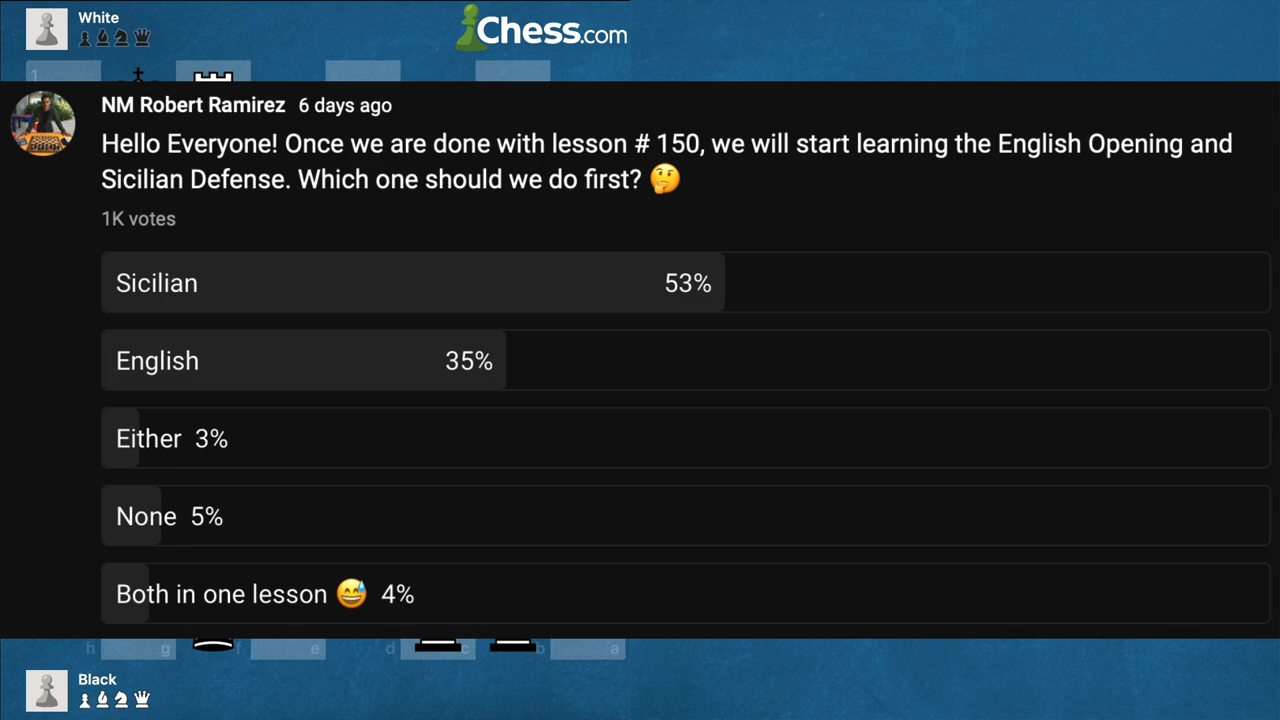 White
Chess.com
1
NM Robert Ramirez 6 days ago
Hello Everyone! Once we are done with lesson # 150, we will start learning the English Opening and
Sicilian Defense. Which one should we do first? 🤔
1K votes
Sicilian 53%
English 35%
Either 3%
None 5%
Both in one lesson 😅 4%
h g f e d c b a
Black